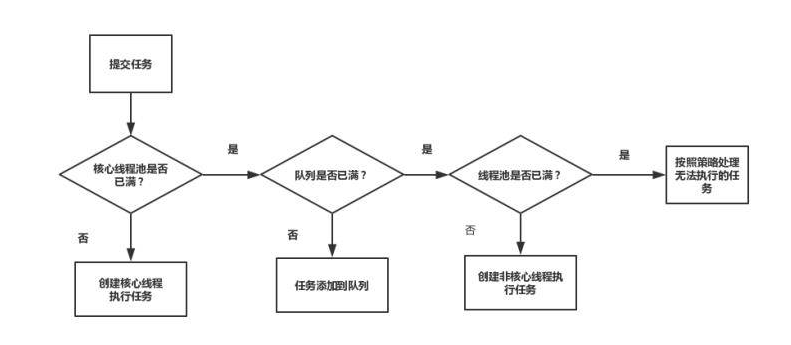 提交任务
核心线程池是否
已满？
是
队列是否已满？
是
线程池是否已满？
是
按照策略处理
无法执行的任
务
否
创建核心线程
执行任务
否
任务添加到队列
否
创建非核心线程执
行任务